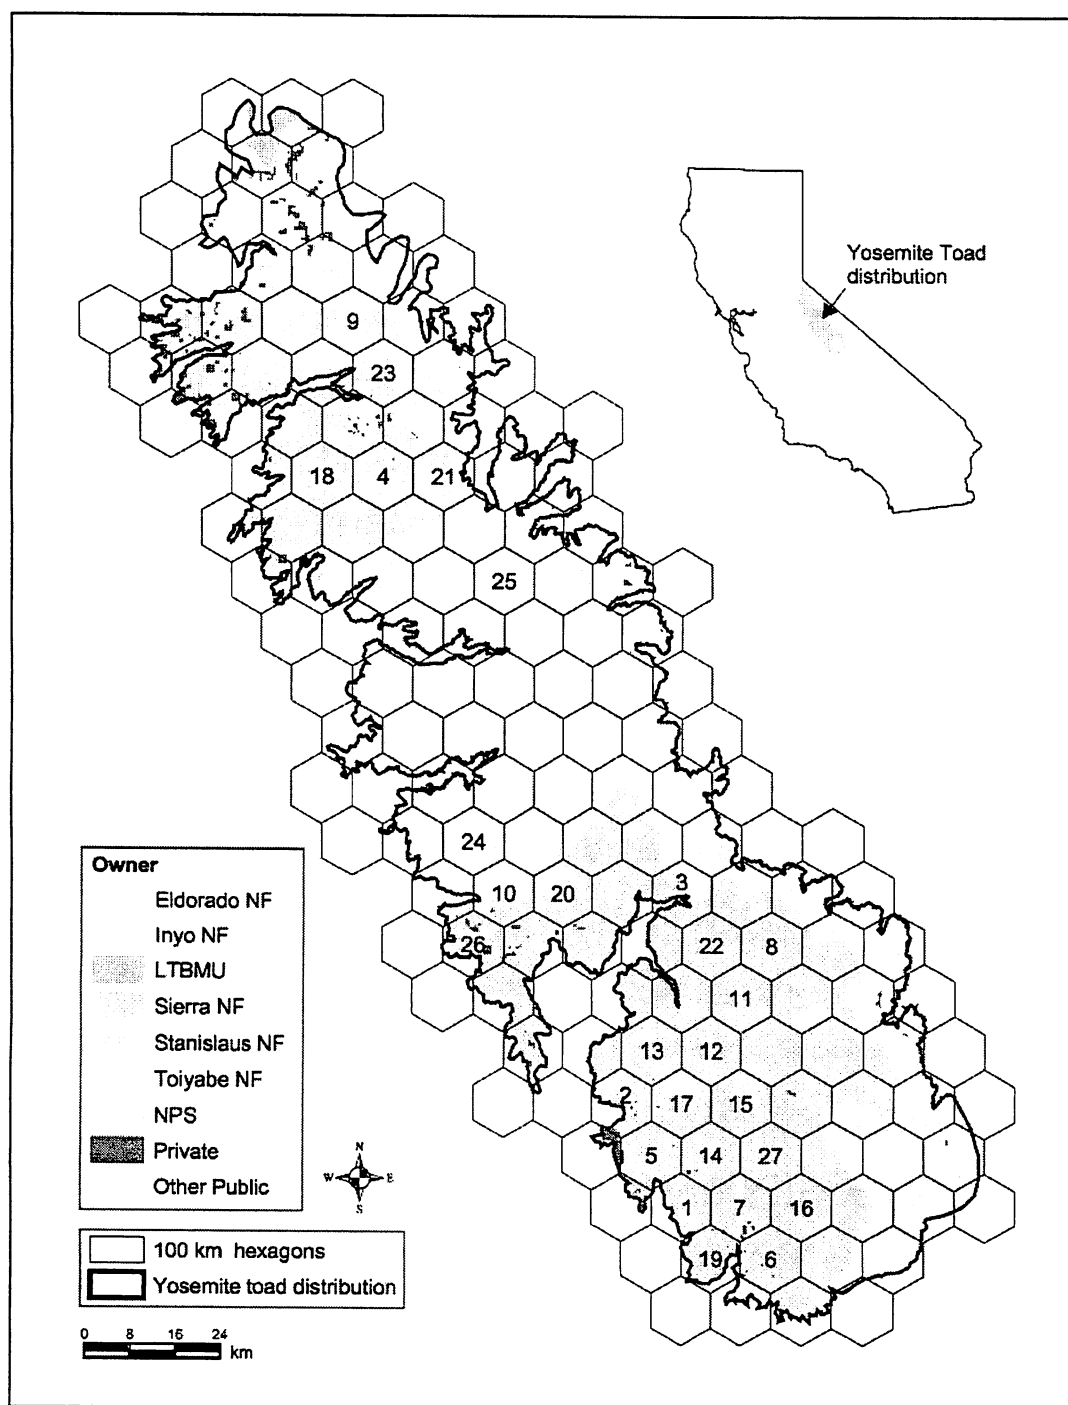 Yosemite Toad
distribution
9
23
18 4 21
25
24
10 20 3
26 22 8
11
13 12
2 17 15
5 14 27
1 7 16
19 6
Owner
Eldorado NF
Inyo NF
LTBMU
Sierra NF
Stanislaus NF
Toiyabe NF
NPS
Private
Other Public
N
W E
S
100 km hexagons
Yosemite toad distribution
0 8 16 24
km